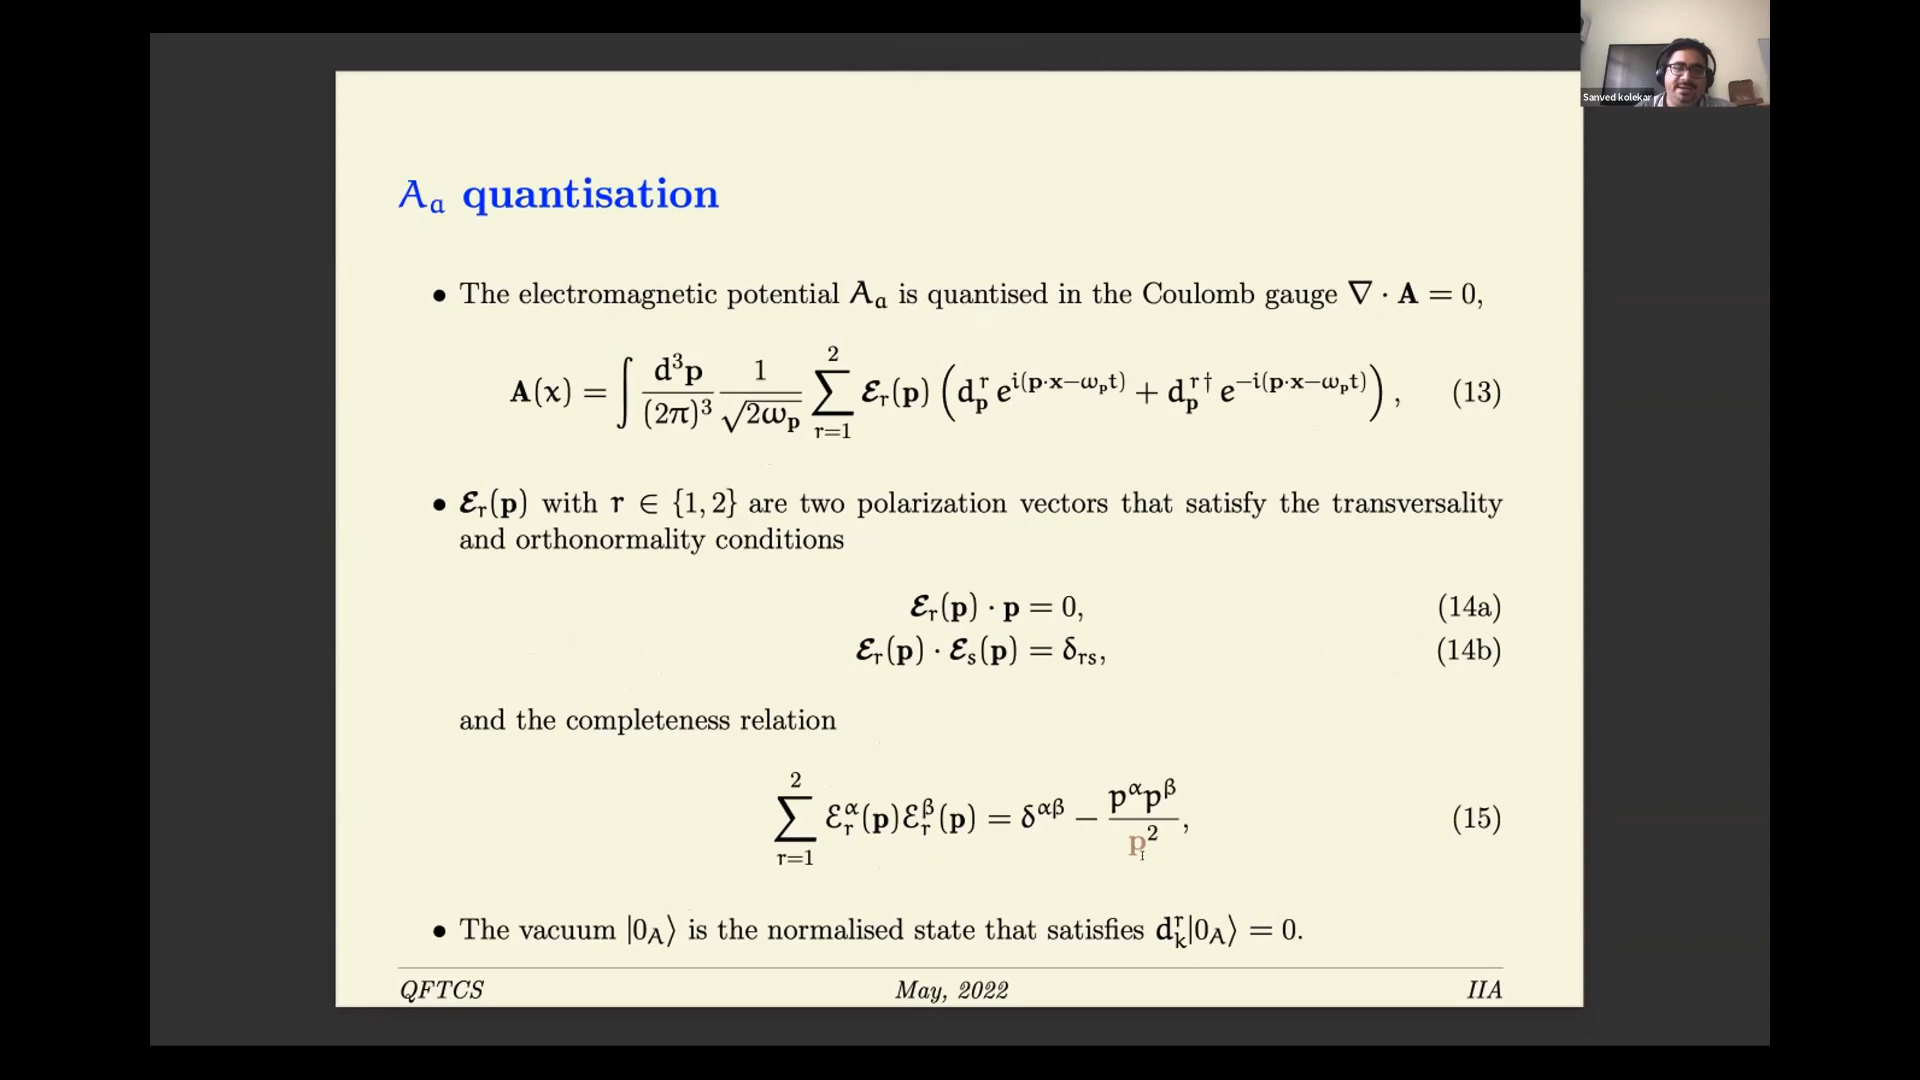 Sanved kolekar
A_a quantisation
• The electromagnetic potential A_a is quantised in the Coulomb gauge ∇ · A = 0,
A(x) = ∫ d³p/(2π)³ 1/√(2ω_p) ∑_{r=1}^{2} ℰ_r(p) (d_p^r e^{i(p·x−ω_p t)} + d_p^{r†} e^{−i(p·x−ω_p t)}), (13)
• ℰ_r(p) with r ∈ {1, 2} are two polarization vectors that satisfy the transversality
and orthonormality conditions
ℰ_r(p) · p = 0, (14a)
ℰ_r(p) · ℰ_s(p) = δ_rs, (14b)
and the completeness relation
∑_{r=1}^{2} ℰ_r^α(p)ℰ_r^β(p) = δ^{αβ} − p^α p^β/p², (15)
• The vacuum |0_A⟩ is the normalised state that satisfies d_k^r|0_A⟩ = 0.
QFTCS May, 2022 IIA